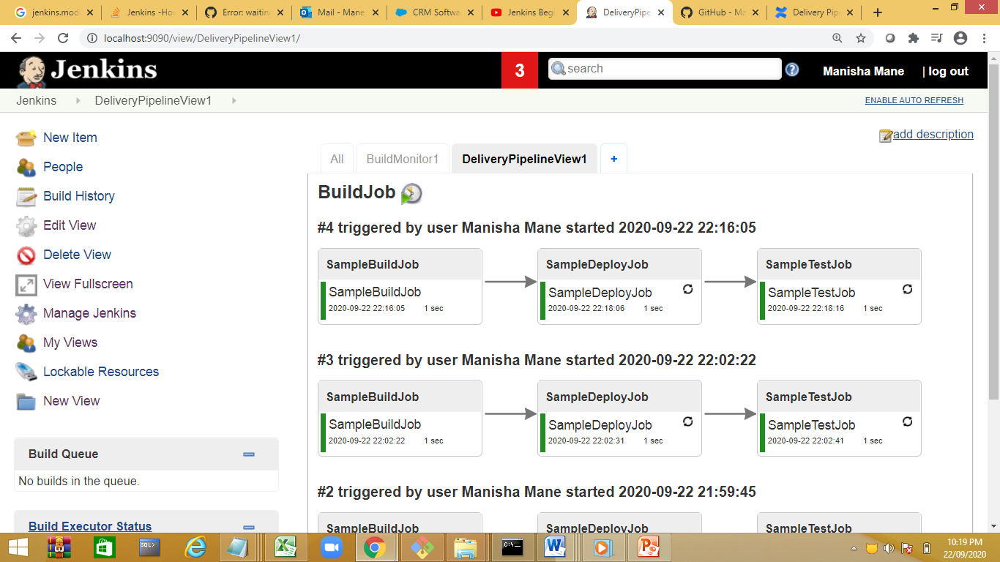 jenkins.mod
Jenkins -Ho
Error: waitin
Mail - Mane
CRM Softwa
Jenkins Begi
DeliveryPipe
GitHub - Ma
Delivery Pip
localhost:9090/view/DeliveryPipelineView1/
Jenkins
3
search
Manisha Mane
| log out
Jenkins
DeliveryPipelineView1
ENABLE AUTO REFRESH
New Item
People
Build History
Edit View
Delete View
View Fullscreen
Manage Jenkins
My Views
Lockable Resources
New View
Build Queue
No builds in the queue.
Build Executor Status
add description
All
BuildMonitor1
DeliveryPipelineView1
+
BuildJob
#4 triggered by user Manisha Mane started 2020-09-22 22:16:05
SampleBuildJob
SampleBuildJob
2020-09-22 22:16:05 1 sec
SampleDeployJob
SampleDeployJob
2020-09-22 22:18:06 1 sec
SampleTestJob
SampleTestJob
2020-09-22 22:18:16 1 sec
#3 triggered by user Manisha Mane started 2020-09-22 22:02:22
SampleBuildJob
SampleBuildJob
2020-09-22 22:02:22 1 sec
SampleDeployJob
SampleDeployJob
2020-09-22 22:02:31 1 sec
SampleTestJob
SampleTestJob
2020-09-22 22:02:41 1 sec
#2 triggered by user Manisha Mane started 2020-09-22 21:59:45
SampleBuildJob
SampleDeployJob
SampleTestJob
SQL>
C:\_
10:19 PM
22/09/2020